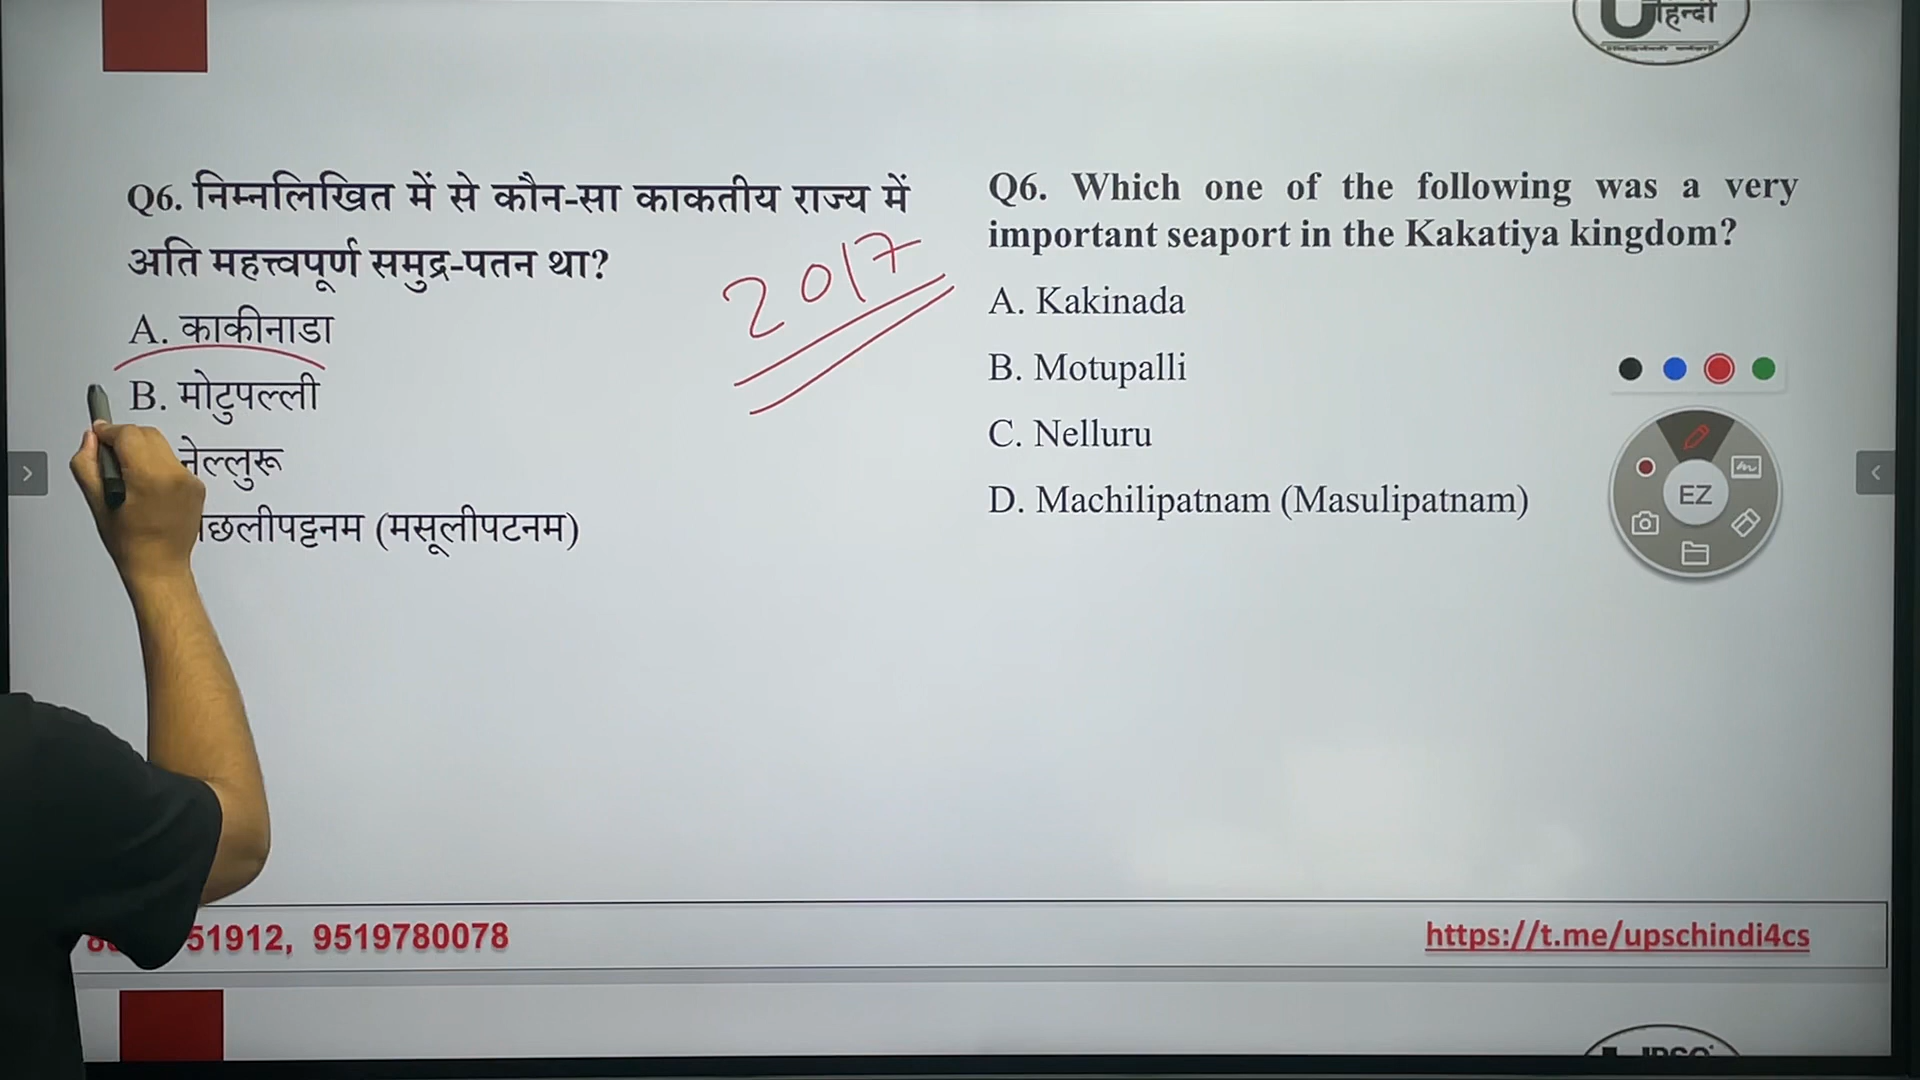 हिन्दी
Q6. निम्नलिखित में से कौन-सा काकतीय राज्य में
अति महत्त्वपूर्ण समुद्र-पतन था?
A. काकीनाडा
B. मोटुपल्ली
नेल्लुरू
छलीपट्टनम (मसूलीपटनम)
2017
Q6. Which one of the following was a very
important seaport in the Kakatiya kingdom?
A. Kakinada
B. Motupalli
C. Nelluru
D. Machilipatnam (Masulipatnam)
EZ
51912, 9519780078
https://t.me/upschindi4cs